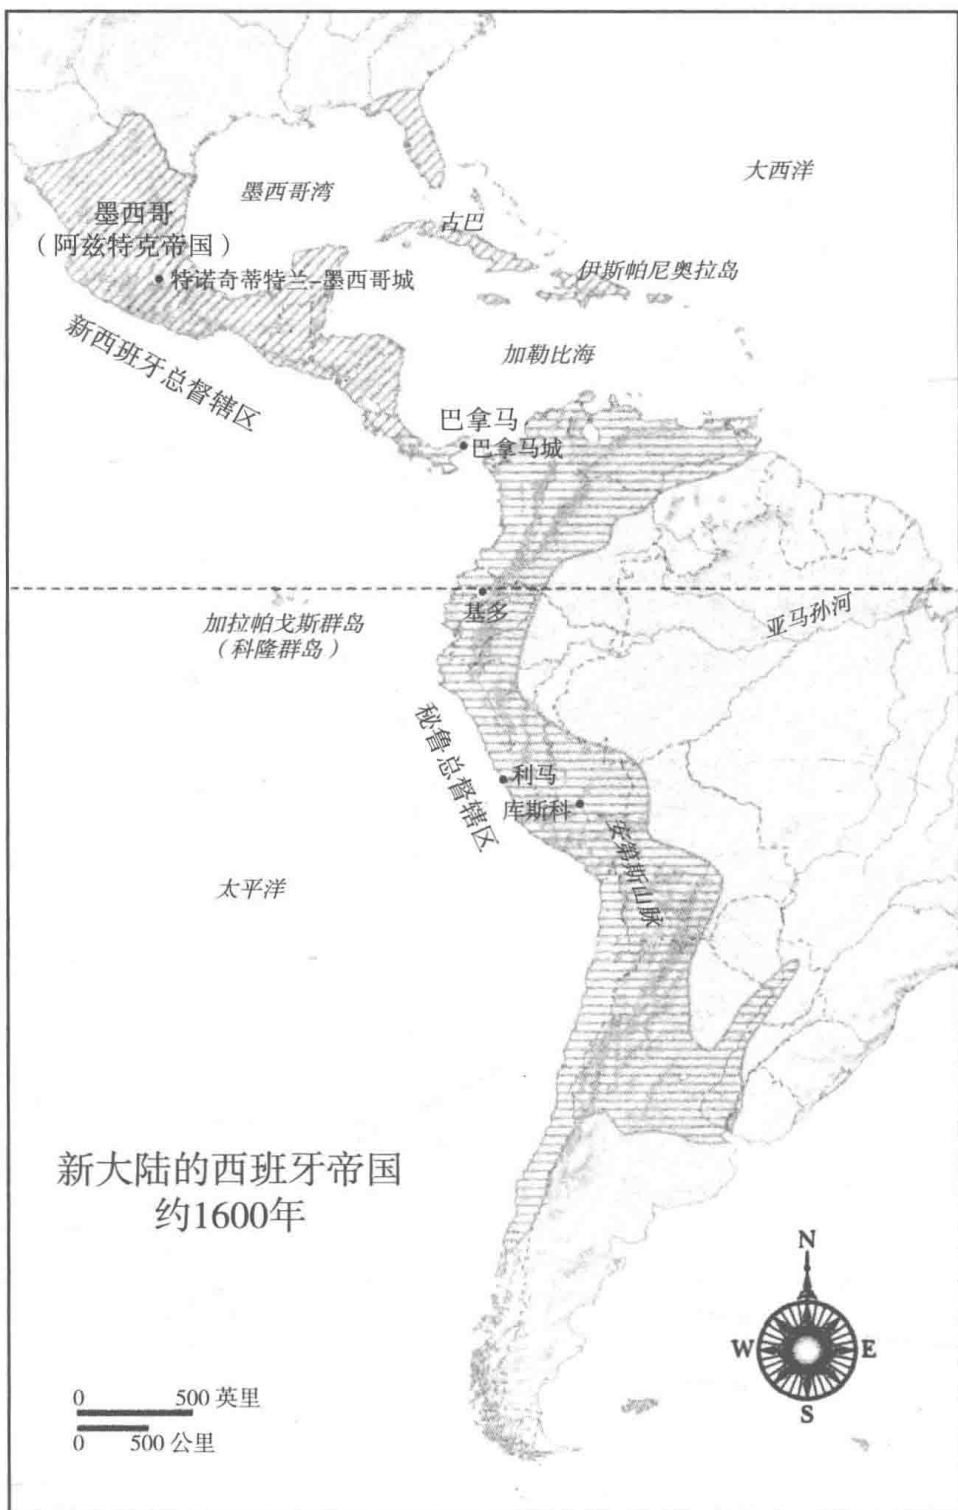 大西洋
墨西哥湾
墨西哥
（阿兹特克帝国）
古巴
特诺奇蒂特兰-墨西哥城
伊斯帕尼奥拉岛
新西班牙总督辖区
加勒比海
巴拿马
巴拿马城
基多
加拉帕戈斯群岛
（科隆群岛）
亚马孙河
秘鲁总督辖区
利马
库斯科
安第斯山脉
太平洋
新大陆的西班牙帝国
约1600年
N
W
E
S
0 500 英里
0 500 公里